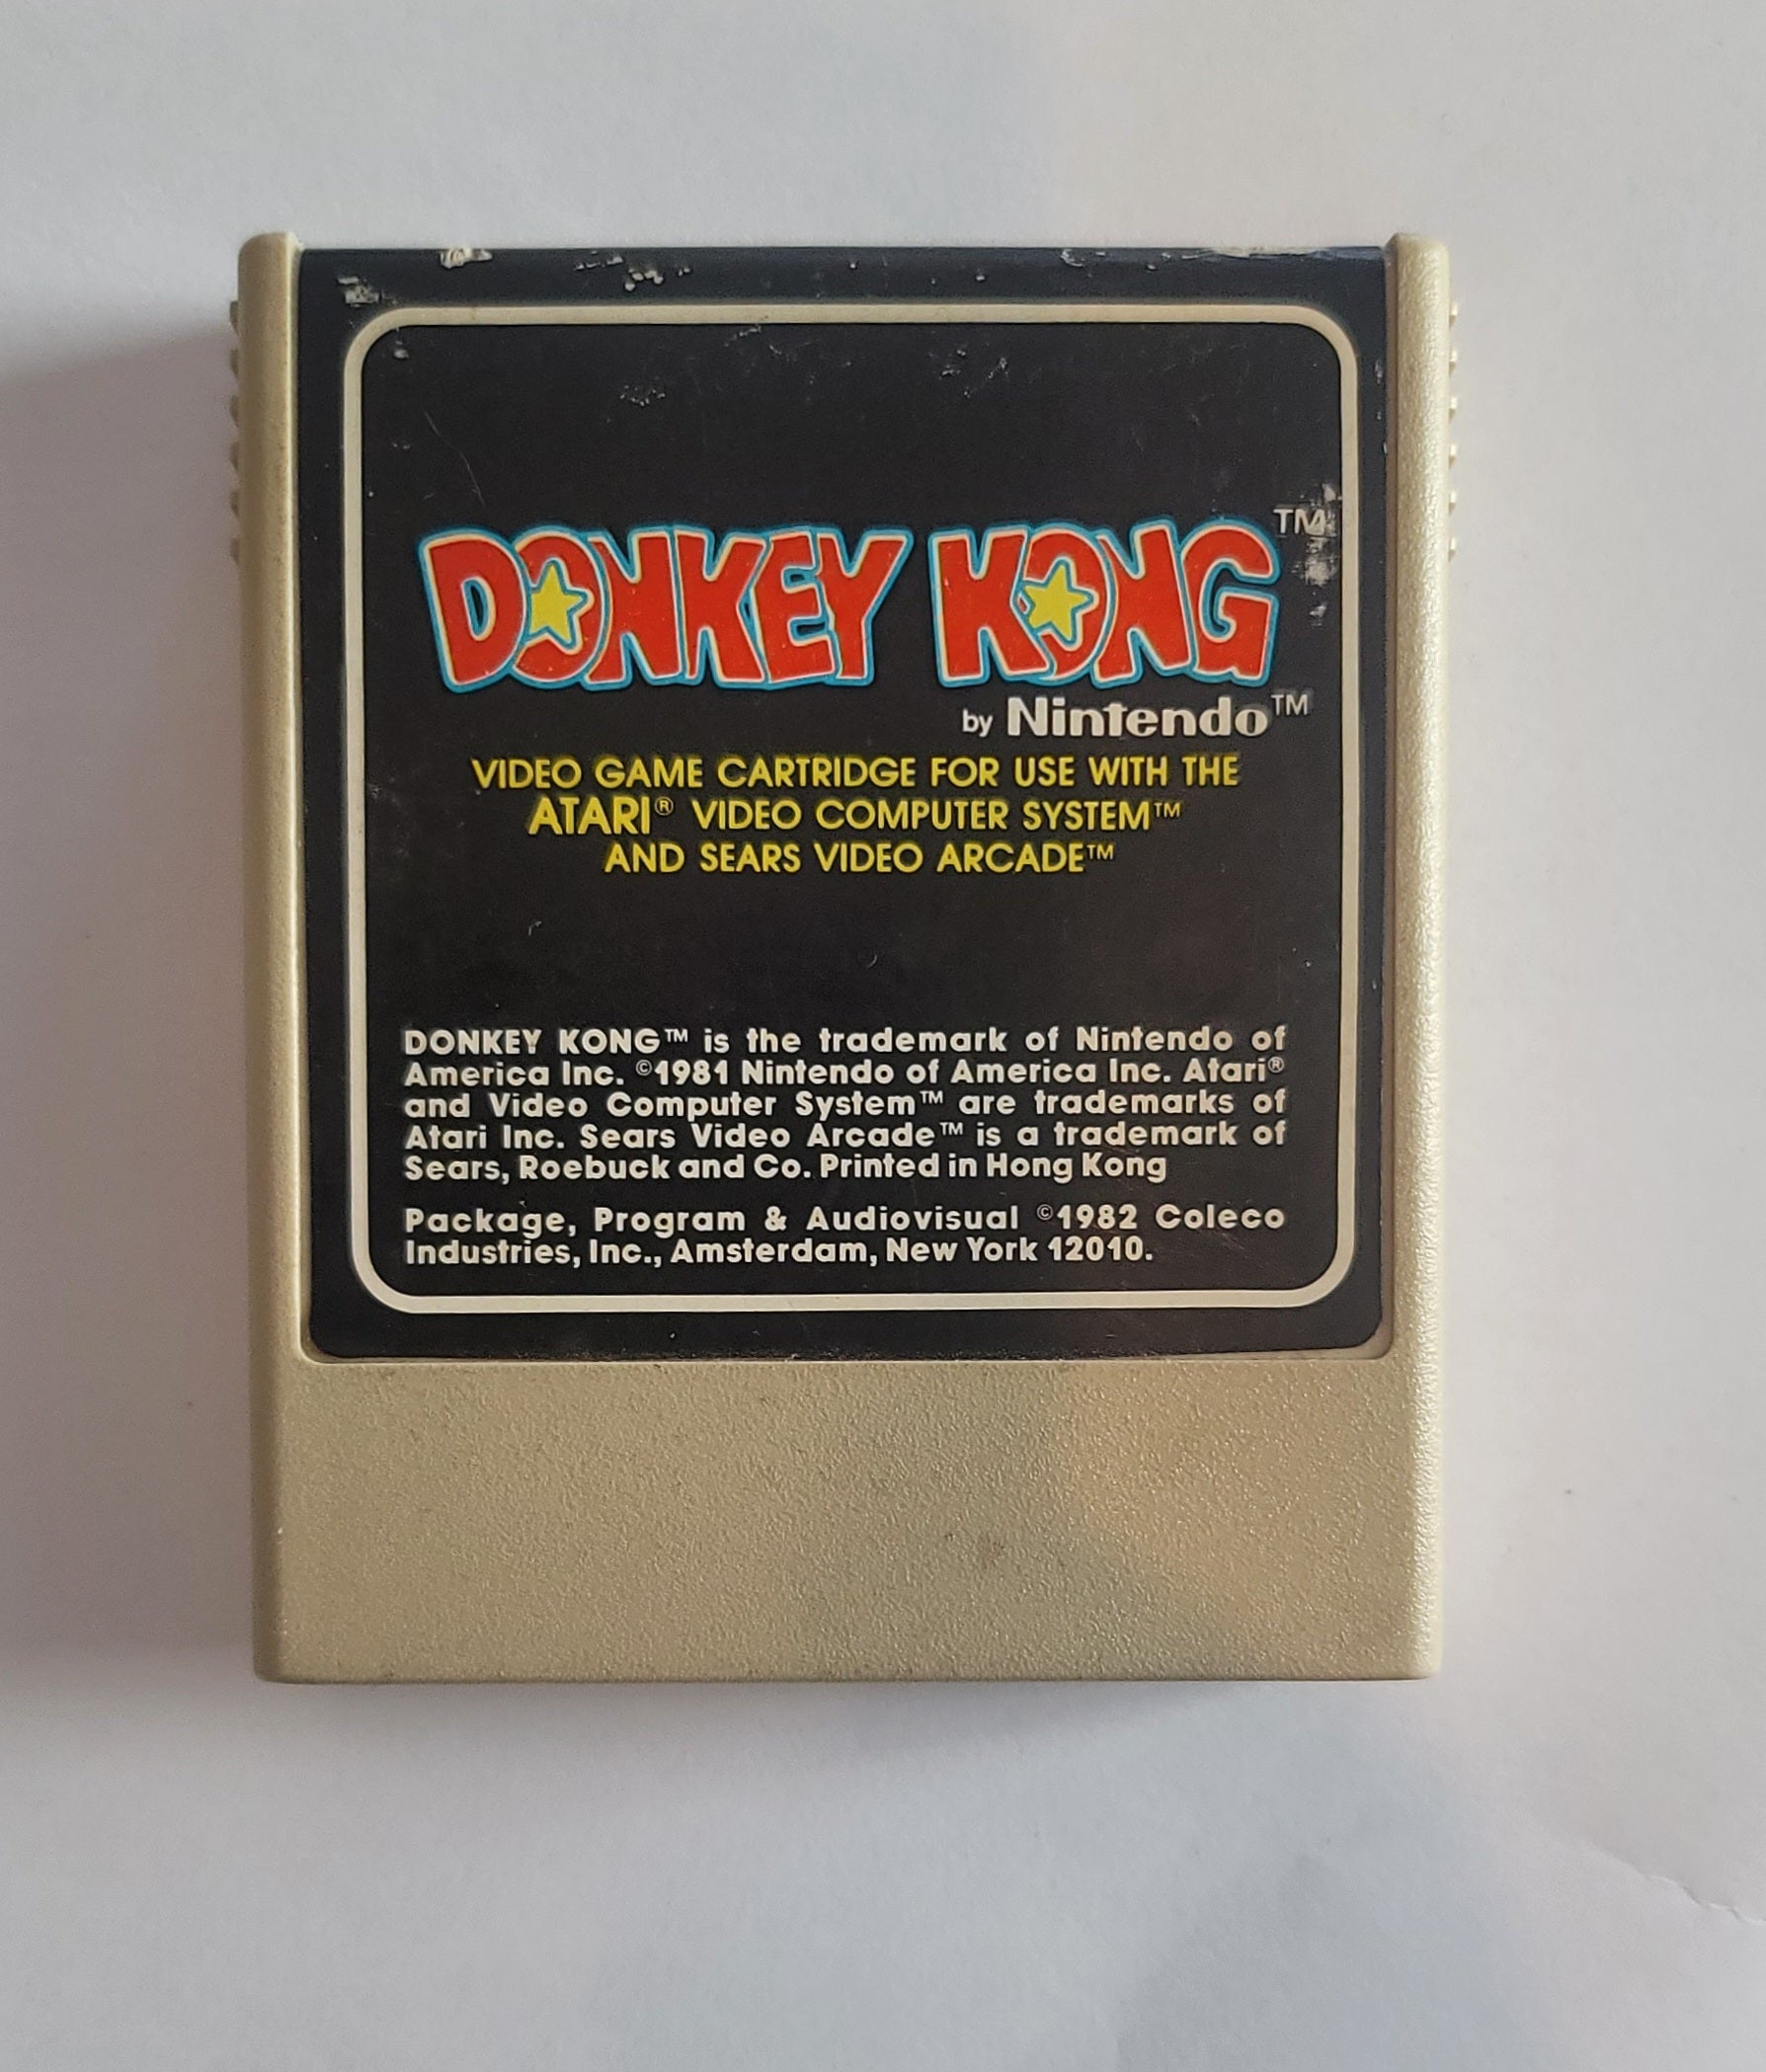 DONKEY KONG™
by Nintendo™
VIDEO GAME CARTRIDGE FOR USE WITH THE
ATARI® VIDEO COMPUTER SYSTEM™
AND SEARS VIDEO ARCADE™
DONKEY KONG™ is the trademark of Nintendo of
America Inc. ©1981 Nintendo of America Inc. Atari®
and Video Computer System™ are trademarks of
Atari Inc. Sears Video Arcade™ is a trademark of
Sears, Roebuck and Co. Printed in Hong Kong
Package, Program & Audiovisual ©1982 Coleco
Industries, Inc., Amsterdam, New York 12010.